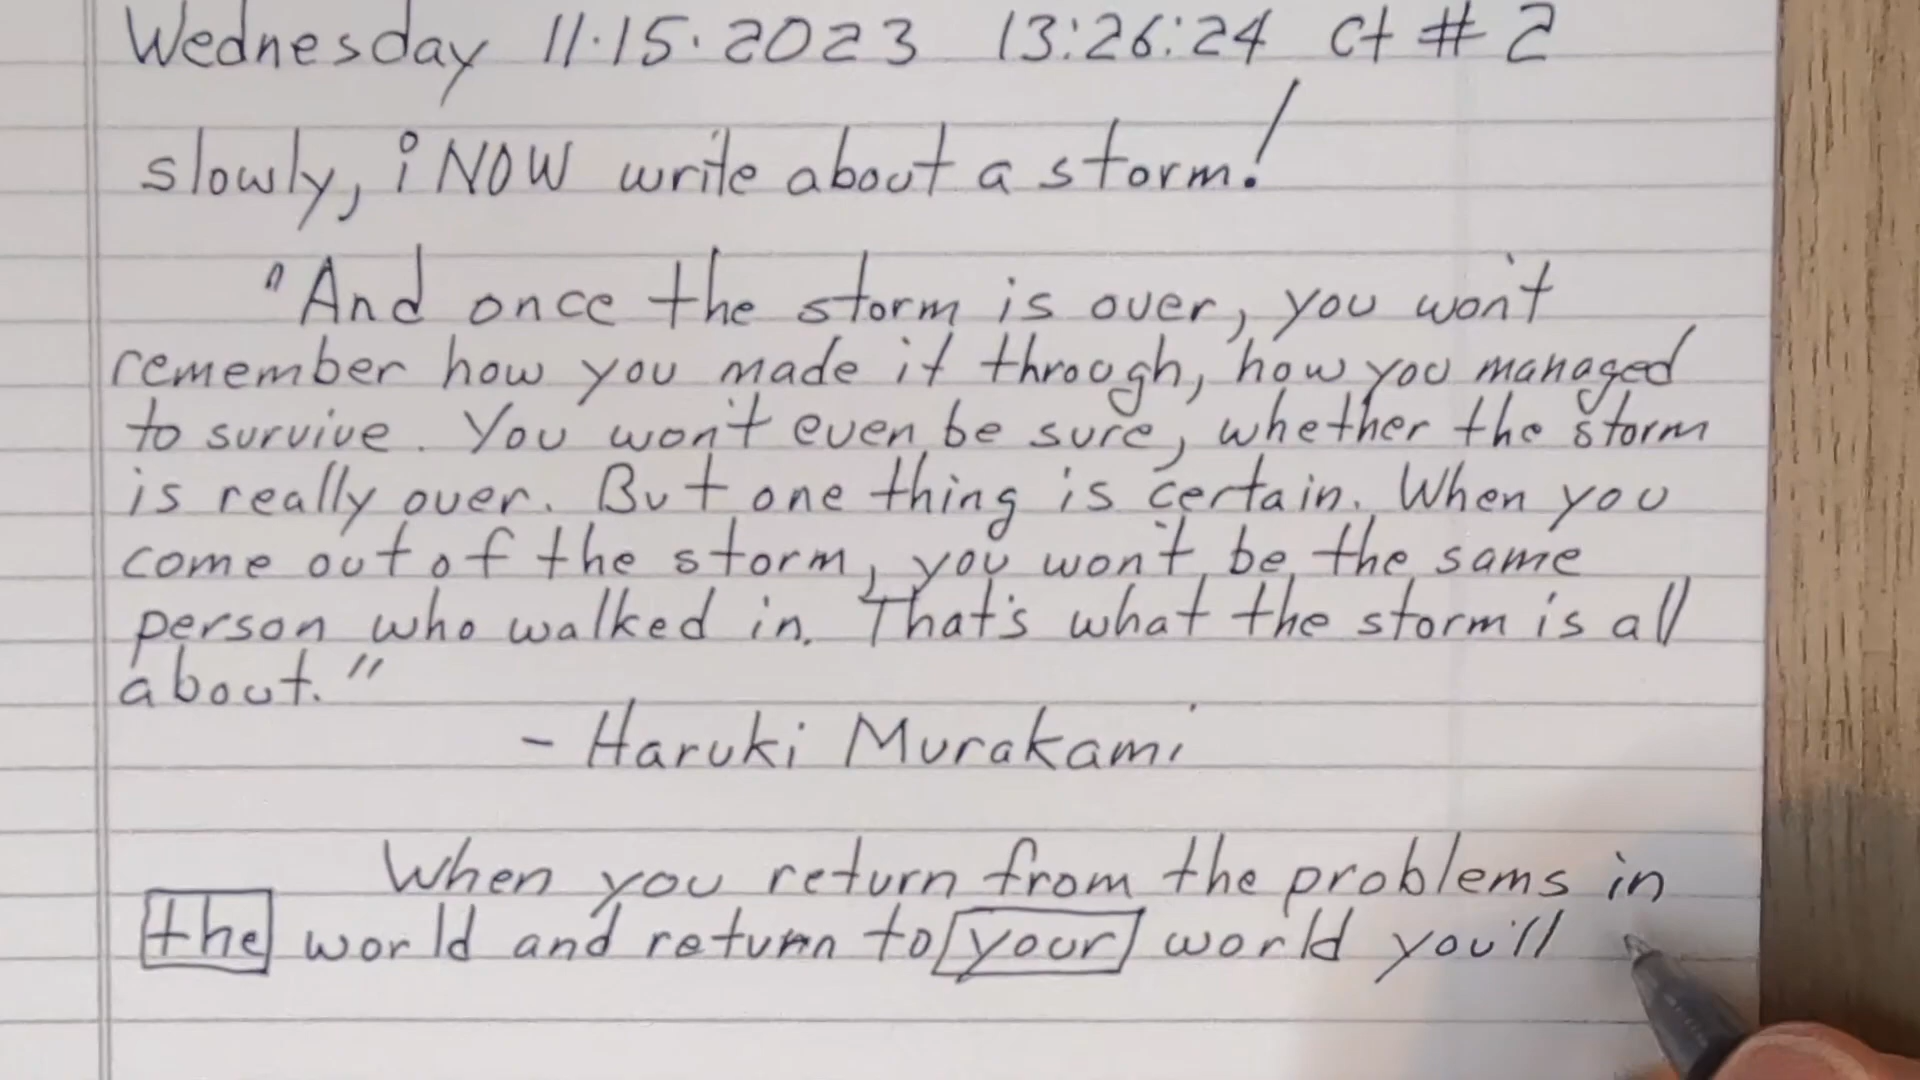 Wednesday 11.15.2023 13:26:24 Ct # 2
slowly, i NOW write about a storm!
"And once the storm is over, you won't
remember how you made it through, how you managed
to survive. You won't even be sure, whether the storm
is really over. But one thing is certain. When you
come out of the storm, you won't be the same
person who walked in. That's what the storm is all
about."
- Haruki Murakami
When you return from the problems in
the world and return to your world you'll